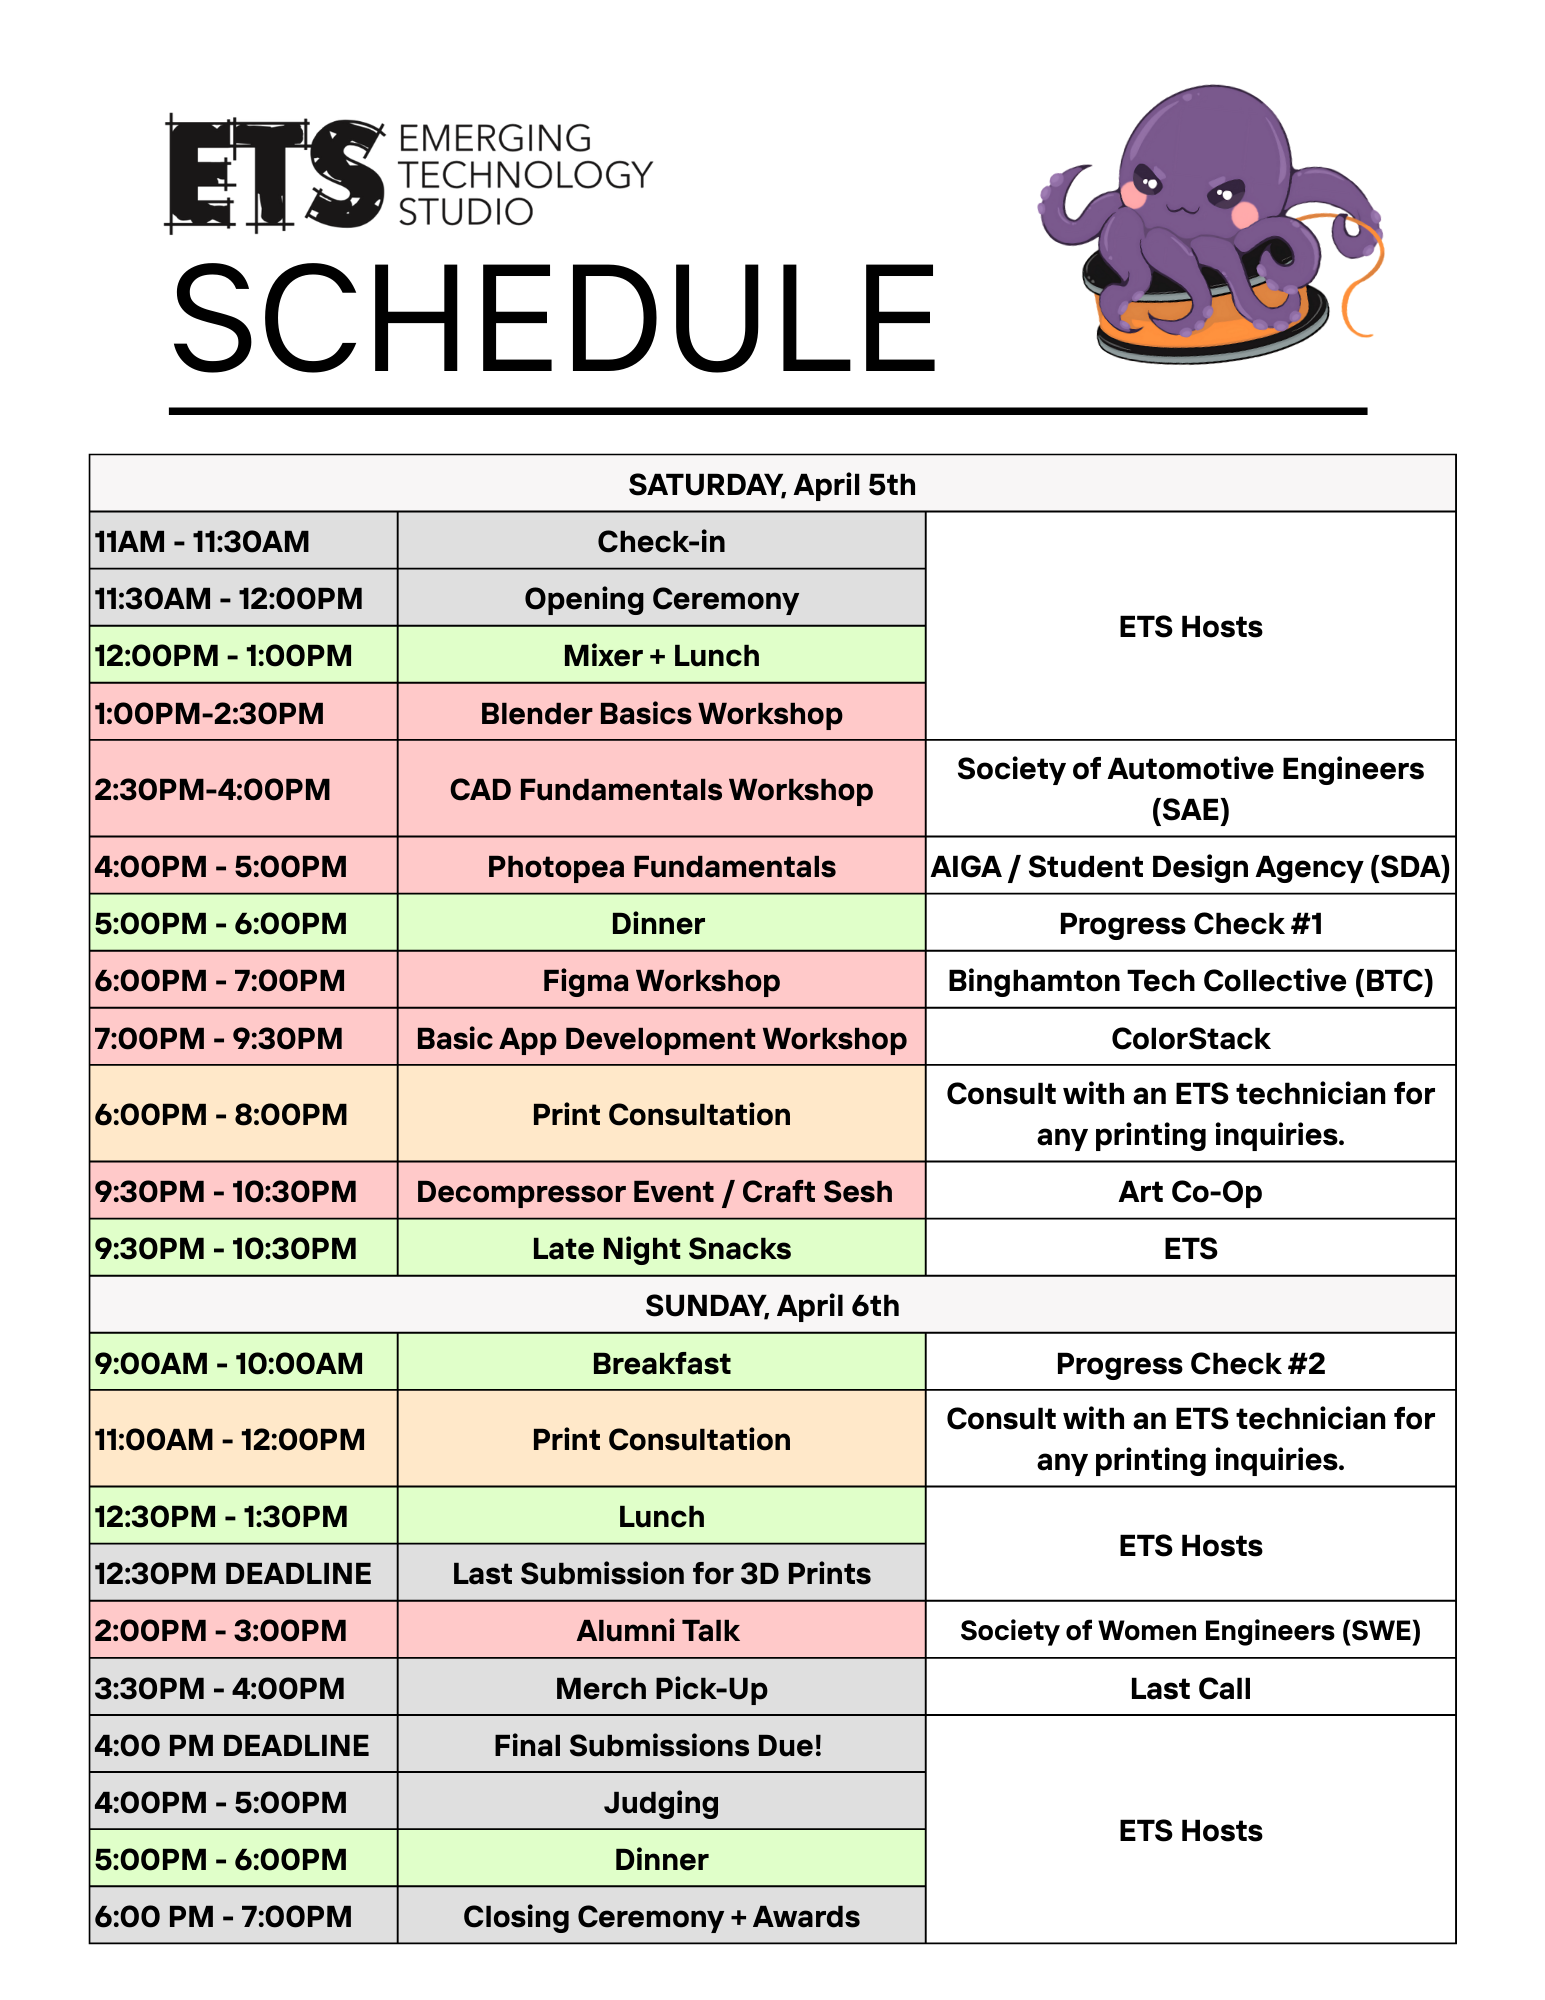 ETS EMERGING
TECHNOLOGY
STUDIO
SCHEDULE
SATURDAY, April 5th
11AM - 11:30AM Check-in
ETS Hosts
11:30AM - 12:00PM Opening Ceremony
12:00PM - 1:00PM Mixer + Lunch
1:00PM-2:30PM Blender Basics Workshop
2:30PM-4:00PM CAD Fundamentals Workshop Society of Automotive Engineers
(SAE)
4:00PM - 5:00PM Photopea Fundamentals AIGA / Student Design Agency (SDA)
5:00PM - 6:00PM Dinner Progress Check #1
6:00PM - 7:00PM Figma Workshop Binghamton Tech Collective (BTC)
7:00PM - 9:30PM Basic App Development Workshop ColorStack
6:00PM - 8:00PM Print Consultation Consult with an ETS technician for
any printing inquiries.
9:30PM - 10:30PM Decompressor Event / Craft Sesh Art Co-Op
9:30PM - 10:30PM Late Night Snacks ETS
SUNDAY, April 6th
9:00AM - 10:00AM Breakfast Progress Check #2
11:00AM - 12:00PM Print Consultation Consult with an ETS technician for
any printing inquiries.
12:30PM - 1:30PM Lunch
ETS Hosts
12:30PM DEADLINE Last Submission for 3D Prints
2:00PM - 3:00PM Alumni Talk Society of Women Engineers (SWE)
3:30PM - 4:00PM Merch Pick-Up Last Call
4:00 PM DEADLINE Final Submissions Due!
ETS Hosts
4:00PM - 5:00PM Judging
5:00PM - 6:00PM Dinner
6:00 PM - 7:00PM Closing Ceremony + Awards